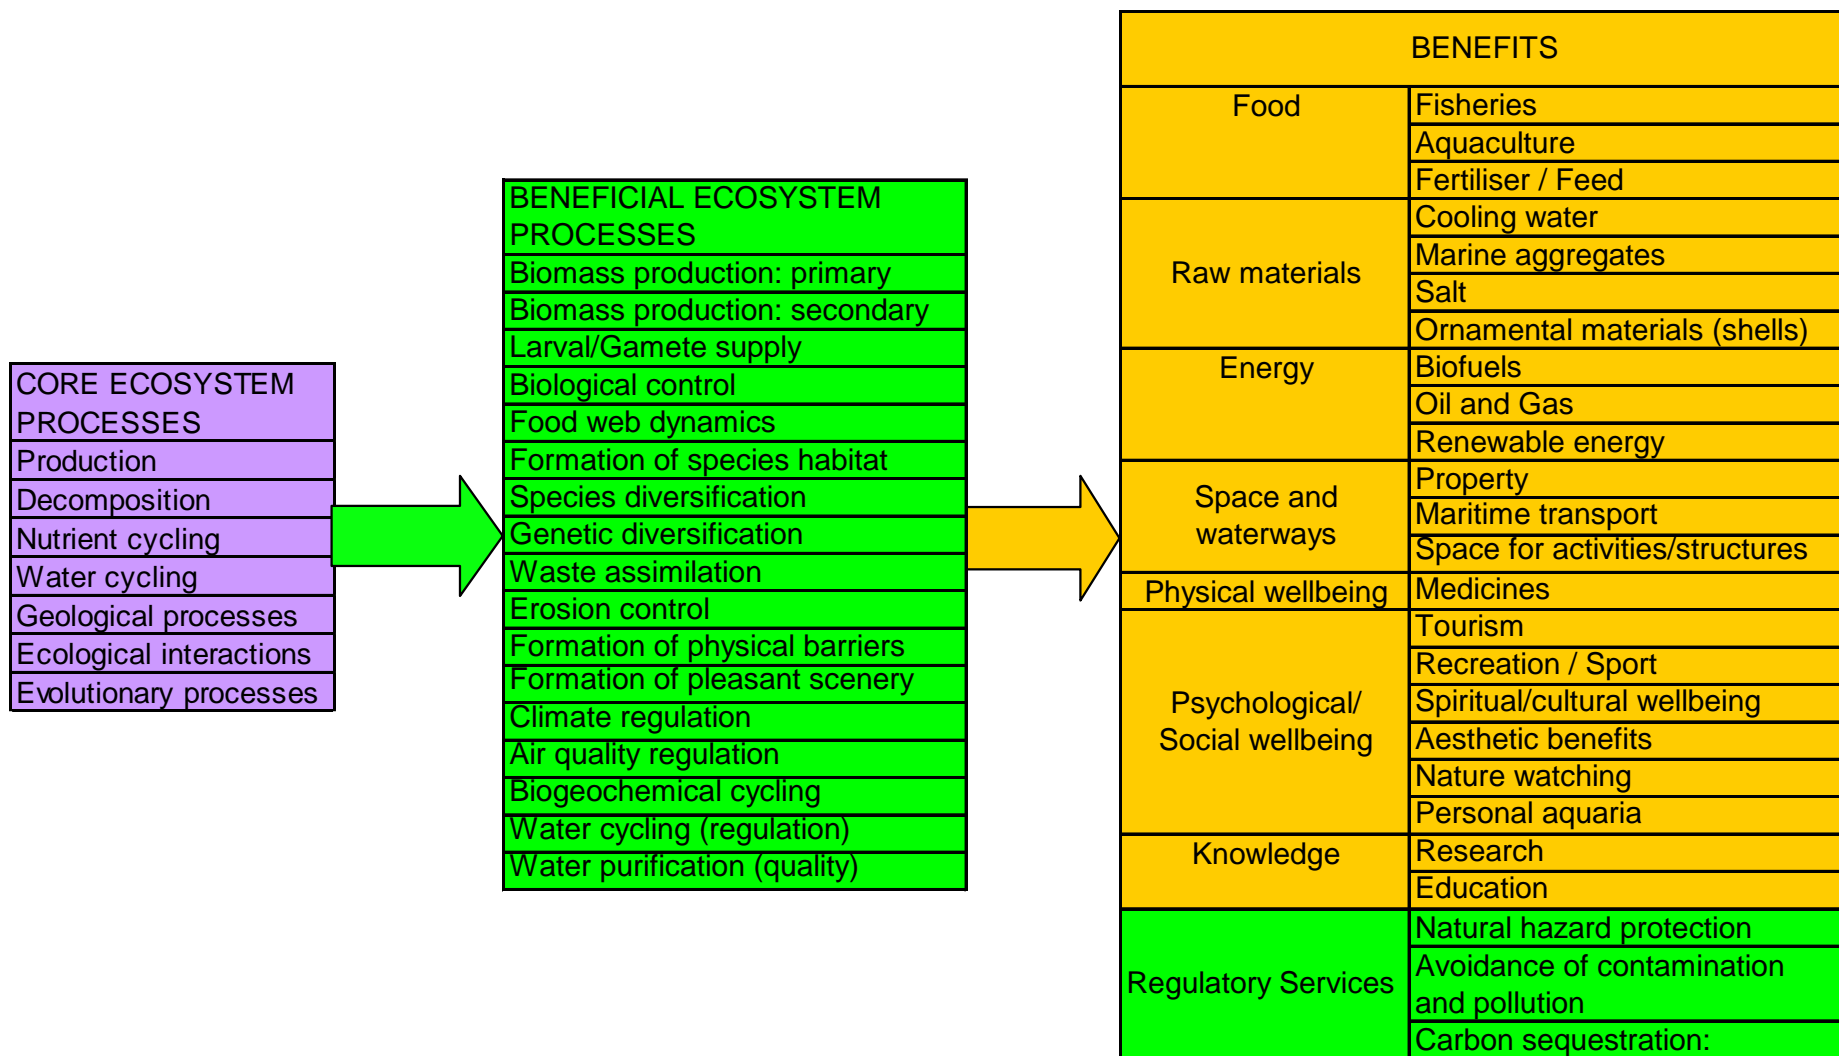 CORE ECOSYSTEM
PROCESSES
Production
Decomposition
Nutrient cycling
Water cycling
Geological processes
Ecological interactions
Evolutionary processes
BENEFICIAL ECOSYSTEM
PROCESSES
Biomass production: primary
Biomass production: secondary
Larval/Gamete supply
Biological control
Food web dynamics
Formation of species habitat
Species diversification
Genetic diversification
Waste assimilation
Erosion control
Formation of physical barriers
Formation of pleasant scenery
Climate regulation
Air quality regulation
Biogeochemical cycling
Water cycling (regulation)
Water purification (quality)
BENEFITS
Food
Fisheries
Aquaculture
Fertiliser / Feed
Raw materials
Cooling water
Marine aggregates
Salt
Ornamental materials (shells)
Energy
Biofuels
Oil and Gas
Renewable energy
Space and
waterways
Property
Maritime transport
Space for activities/structures
Physical wellbeing
Medicines
Psychological/
Social wellbeing
Tourism
Recreation / Sport
Spiritual/cultural wellbeing
Aesthetic benefits
Nature watching
Personal aquaria
Knowledge
Research
Education
Regulatory Services
Natural hazard protection
Avoidance of contamination
and pollution
Carbon sequestration: